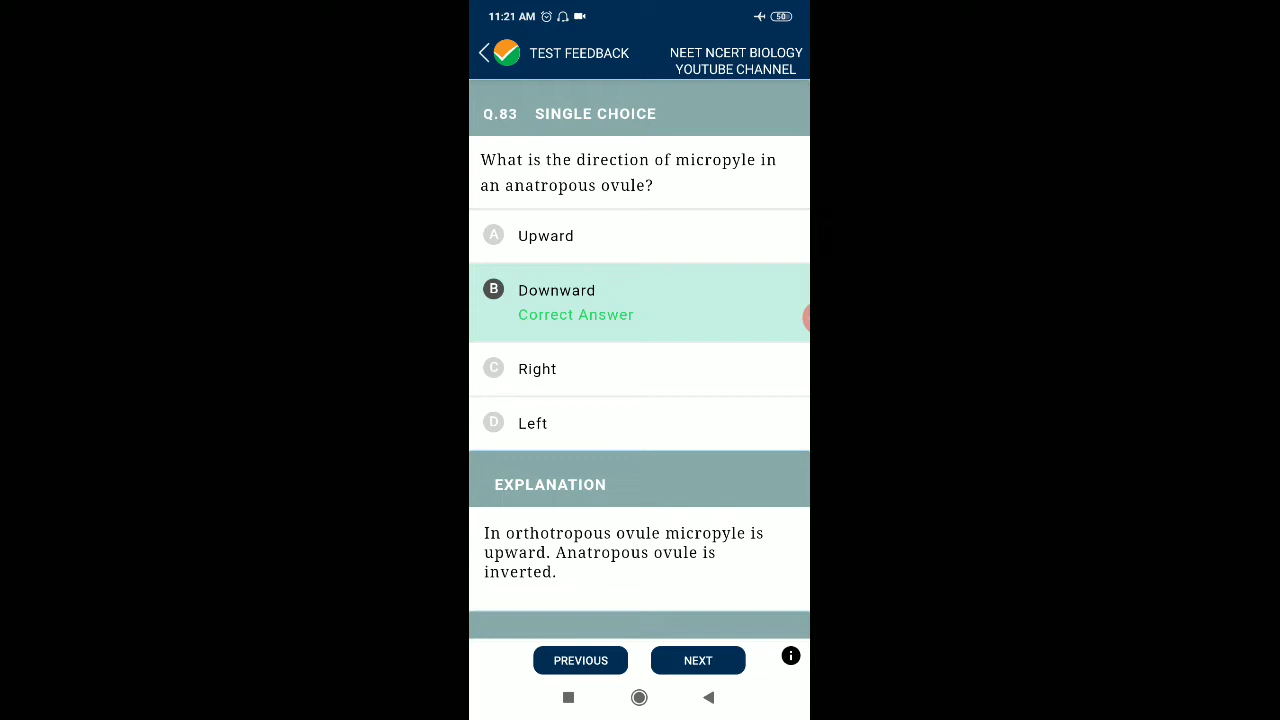 11:21 AM 50
TEST FEEDBACK
NEET NCERT BIOLOGY
YOUTUBE CHANNEL
Q.83 SINGLE CHOICE
What is the direction of micropyle in
an anatropous ovule?
A Upward
B Downward
Correct Answer
C Right
D Left
EXPLANATION
In orthotropous ovule micropyle is
upward. Anatropous ovule is
inverted.
PREVIOUS NEXT